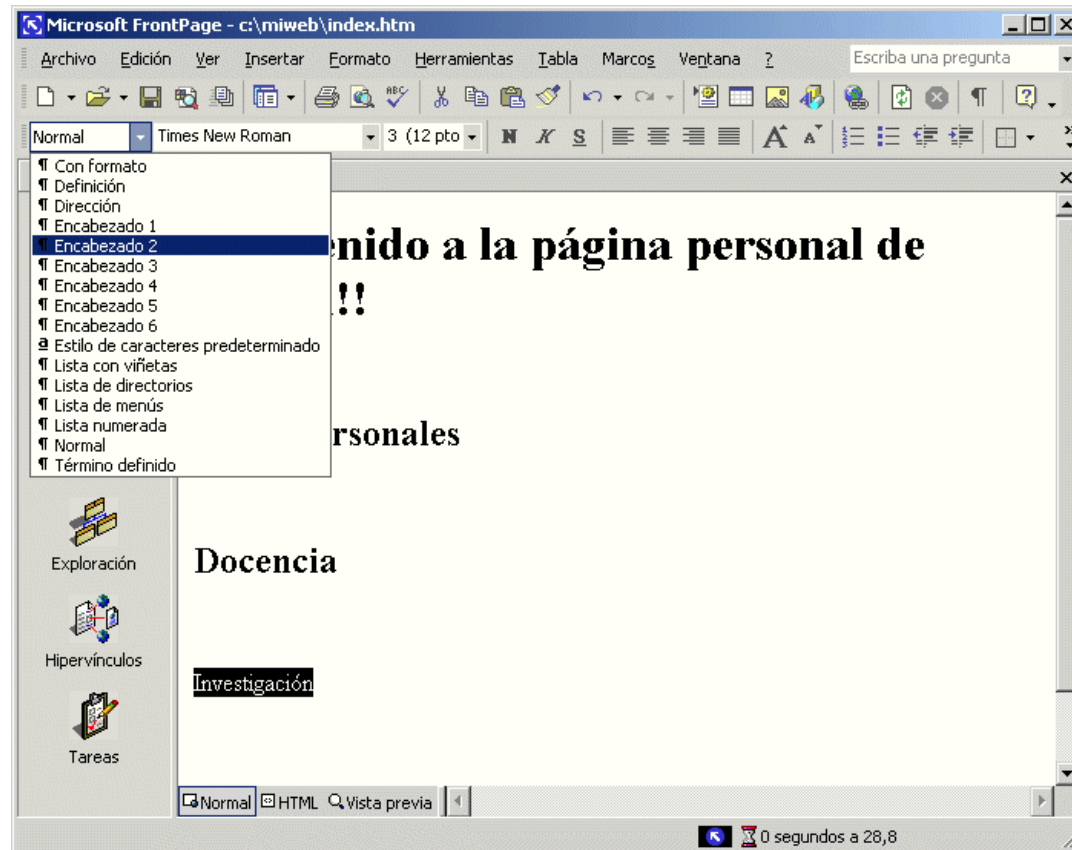 Microsoft FrontPage - c:\miweb\index.htm
Archivo Edición Ver Insertar Formato Herramientas Tabla Marcos Ventana ? Escriba una pregunta
ABC
Normal Times New Roman 3 (12 pto N K S A A
¶ Con formato
¶ Definición
¶ Dirección
¶ Encabezado 1
¶ Encabezado 2
¶ Encabezado 3
¶ Encabezado 4
¶ Encabezado 5
¶ Encabezado 6
a Estilo de caracteres predeterminado
¶ Lista con viñetas
¶ Lista de directorios
¶ Lista de menús
¶ Lista numerada
¶ Normal
¶ Término definido
enido a la página personal de
!!
rsonales
Docencia
Investigación
Exploración
Hipervínculos
Tareas
Normal HTML Vista previa
0 segundos a 28,8